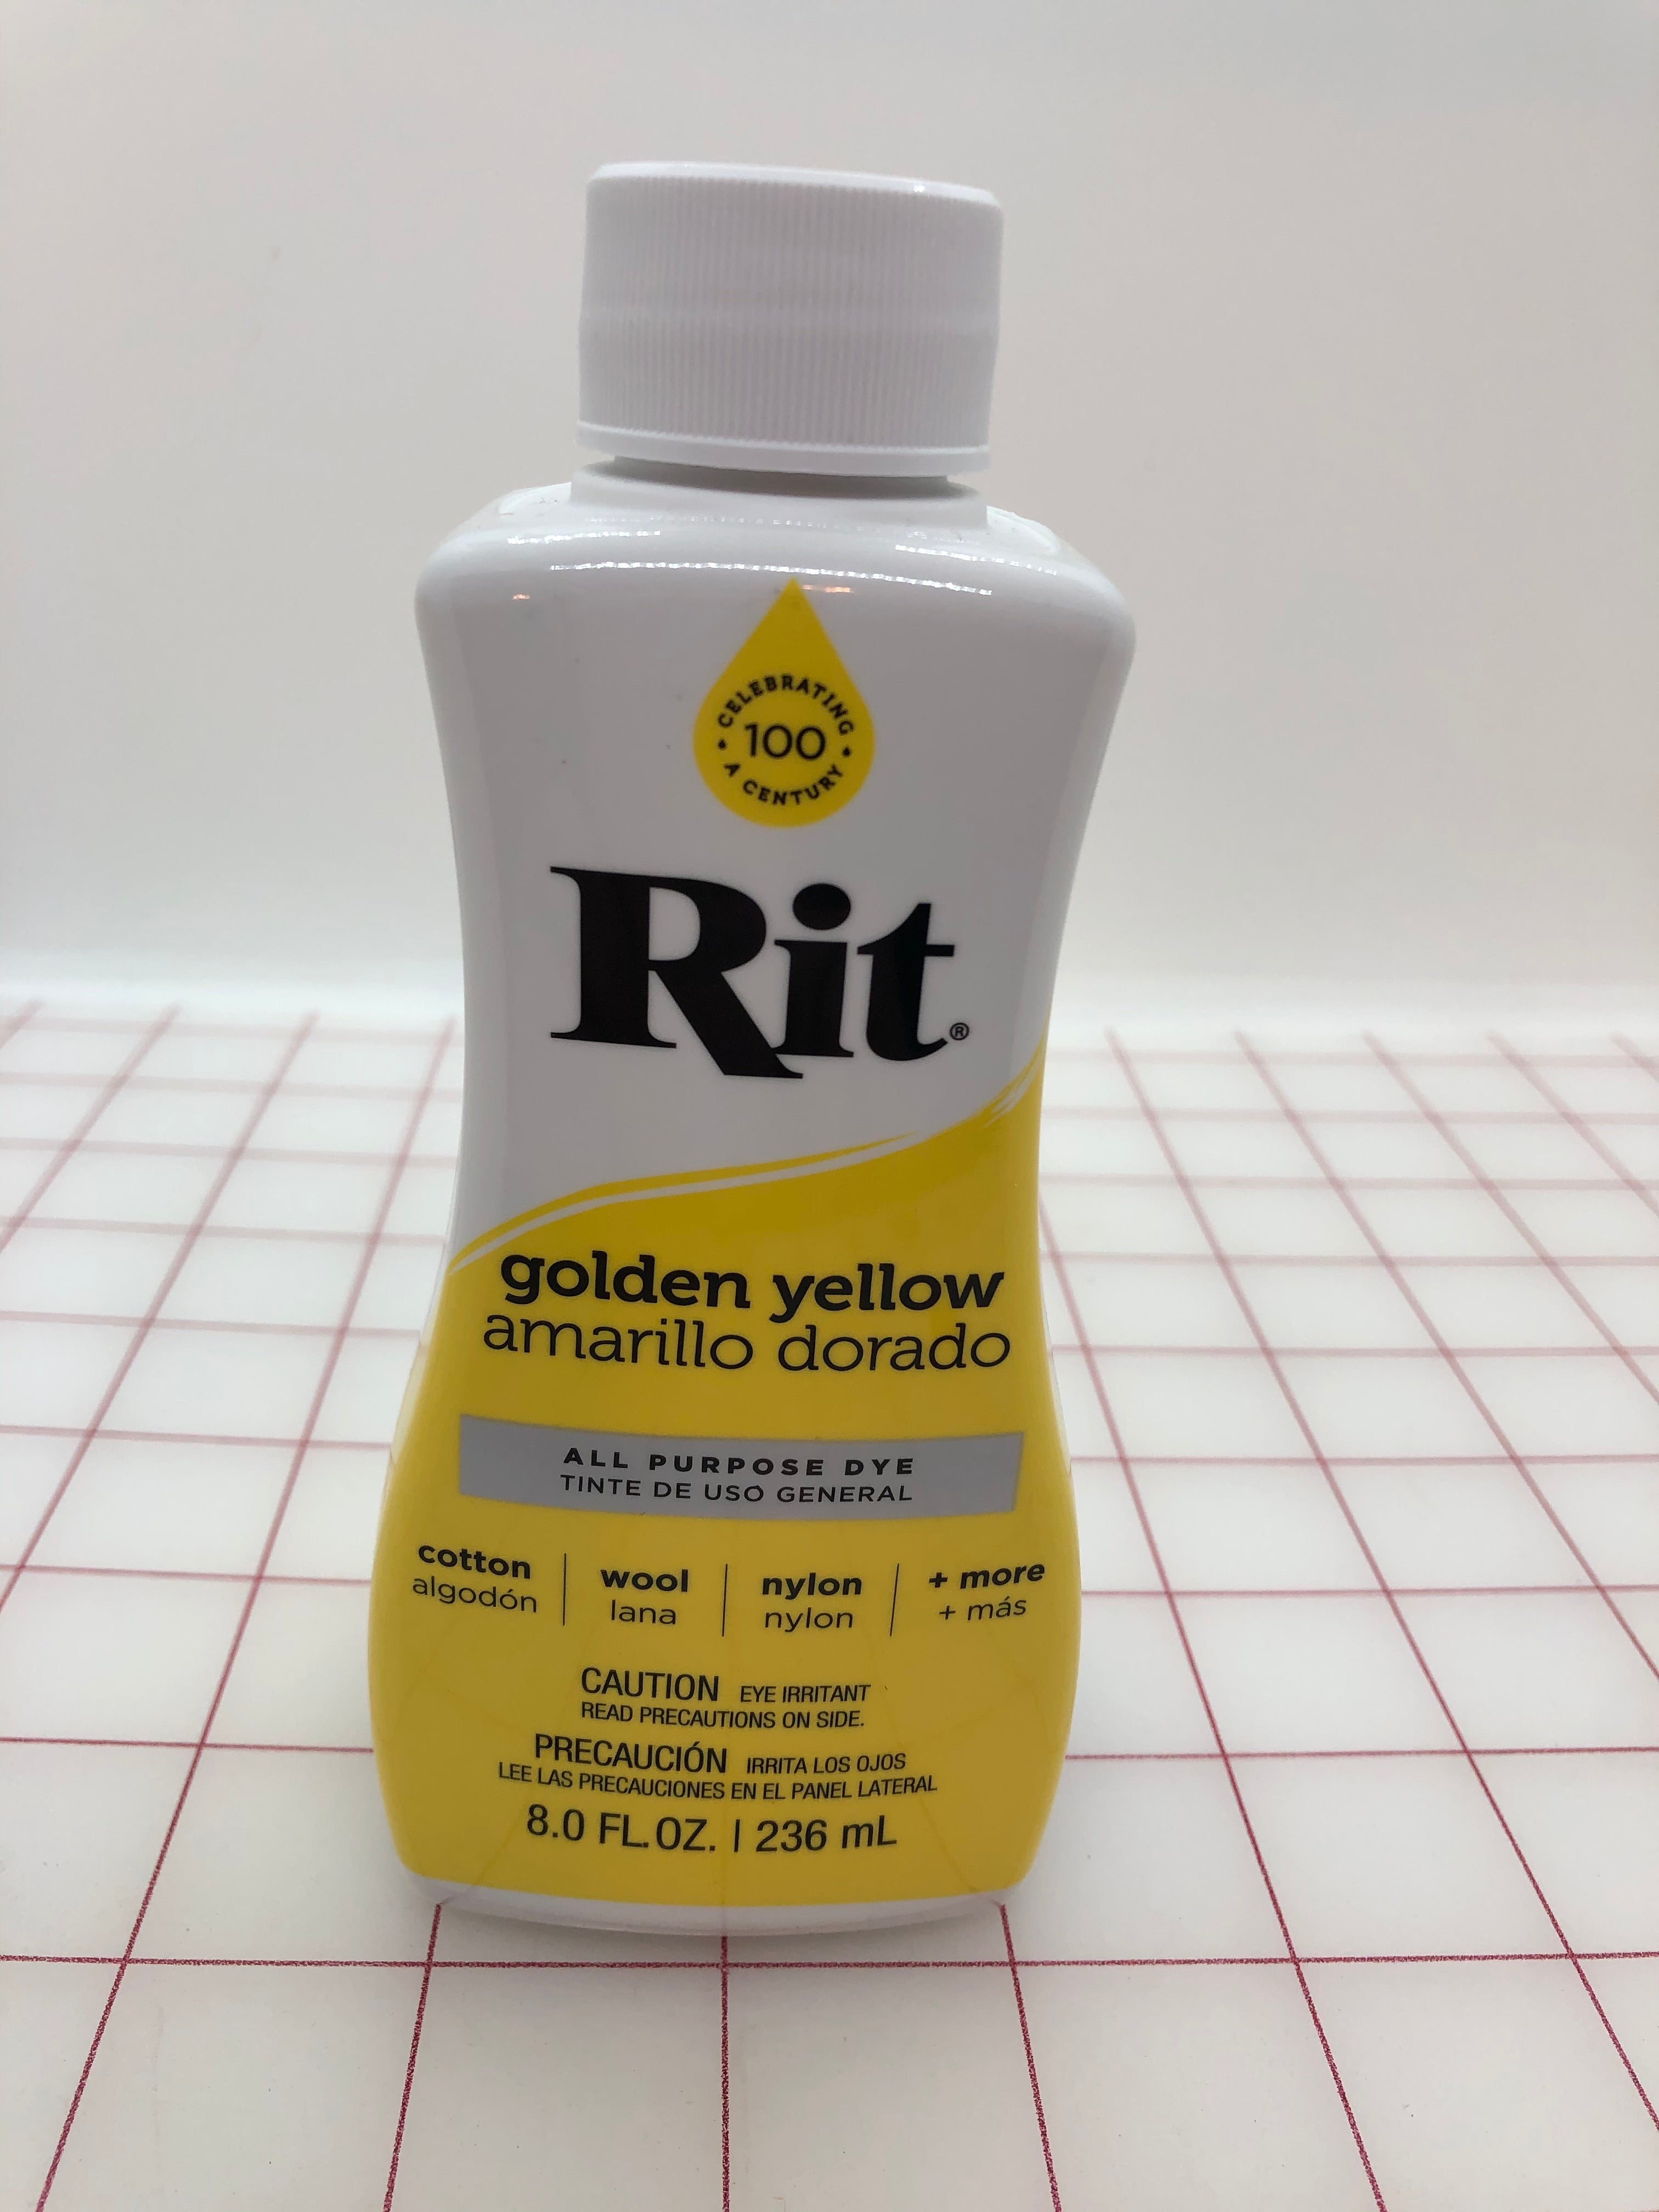 CELEBRATING
100
A CENTURY
Rit®
golden yellow
amarillo dorado
ALL PURPOSE DYE
TINTE DE USO GENERAL
cotton | wool | nylon | + more
algodón | lana | nylon | + más
CAUTION EYE IRRITANT
READ PRECAUTIONS ON SIDE.
PRECAUCIÓN IRRITA LOS OJOS
LEE LAS PRECAUCIONES EN EL PANEL LATERAL
8.0 FL.OZ. | 236 mL